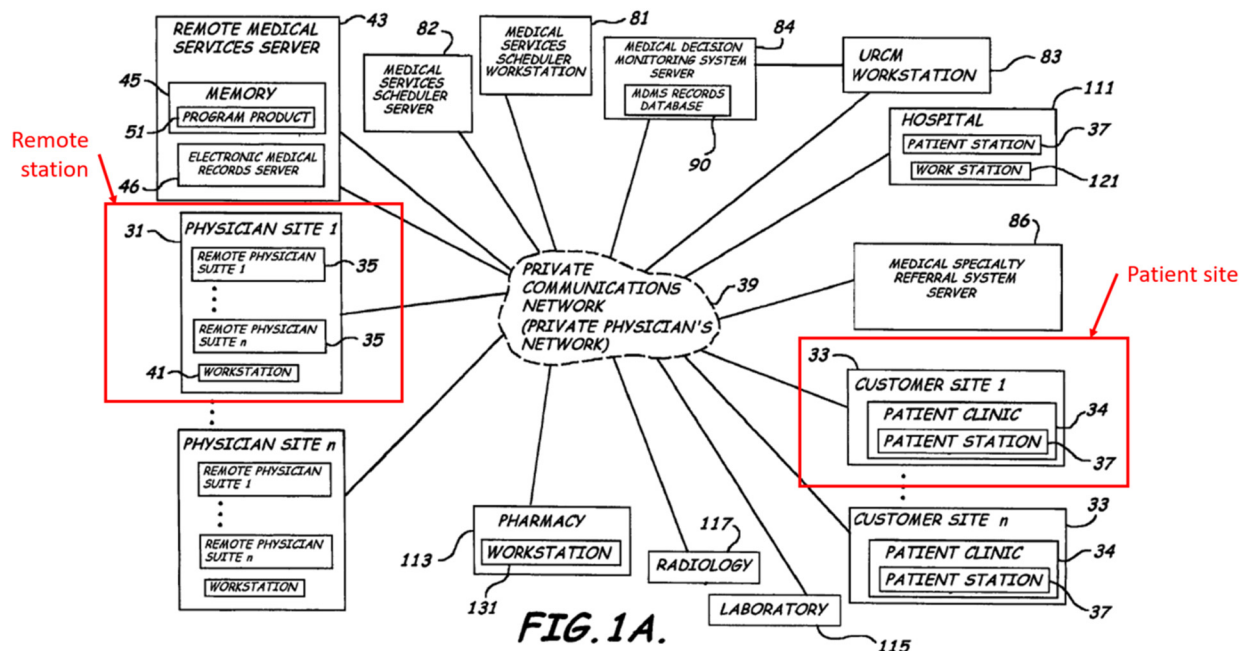 REMOTE MEDICAL
SERVICES SERVER
43
45
MEMORY
51
PROGRAM PRODUCT
ELECTRONIC MEDICAL
RECORDS SERVER
46
Remote
station
82
MEDICAL
SERVICES
SCHEDULER
SERVER
MEDICAL
SERVICES
SCHEDULER
WORKSTATION
81
MEDICAL DECISION
MONITORING SYSTEM
SERVER
MDMS RECORDS
DATABASE
84
90
URCM
WORKSTATION
83
111
HOSPITAL
PATIENT STATION
37
WORK STATION
121
31
PHYSICIAN SITE 1
REMOTE PHYSICIAN
SUITE 1
35
REMOTE PHYSICIAN
SUITE n
35
41
WORKSTATION
PRIVATE
COMMUNICATIONS
NETWORK
(PRIVATE PHYSICIAN'S
NETWORK)
39
86
MEDICAL SPECIALTY
REFERRAL SYSTEM
SERVER
Patient site
33
CUSTOMER SITE 1
PATIENT CLINIC
34
PATIENT STATION
37
PHYSICIAN SITE n
REMOTE PHYSICIAN
SUITE 1
REMOTE PHYSICIAN
SUITE n
WORKSTATION
PHARMACY
113
WORKSTATION
131
117
RADIOLOGY
LABORATORY
115
CUSTOMER SITE n
33
PATIENT CLINIC
34
PATIENT STATION
37
FIG.1A.